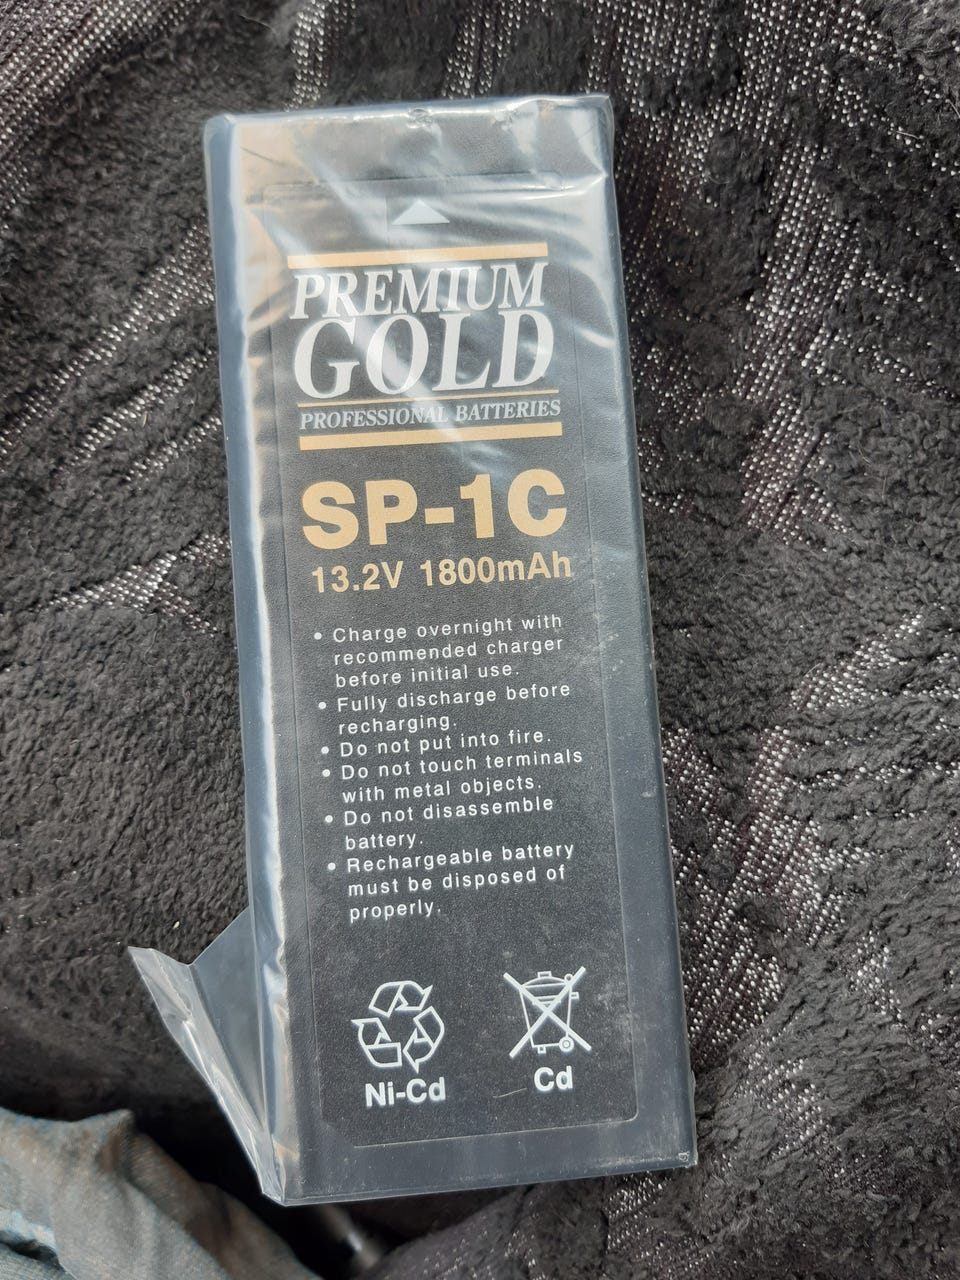 PREMIUM
GOLD
PROFESSIONAL BATTERIES
SP-1C
13.2V 1800mAh
• Charge overnight with
recommended charger
before initial use.
• Fully discharge before
recharging.
• Do not put into fire.
• Do not touch terminals
with metal objects.
• Do not disassemble
battery.
• Rechargeable battery
must be disposed of
properly.
Ni-Cd
Cd